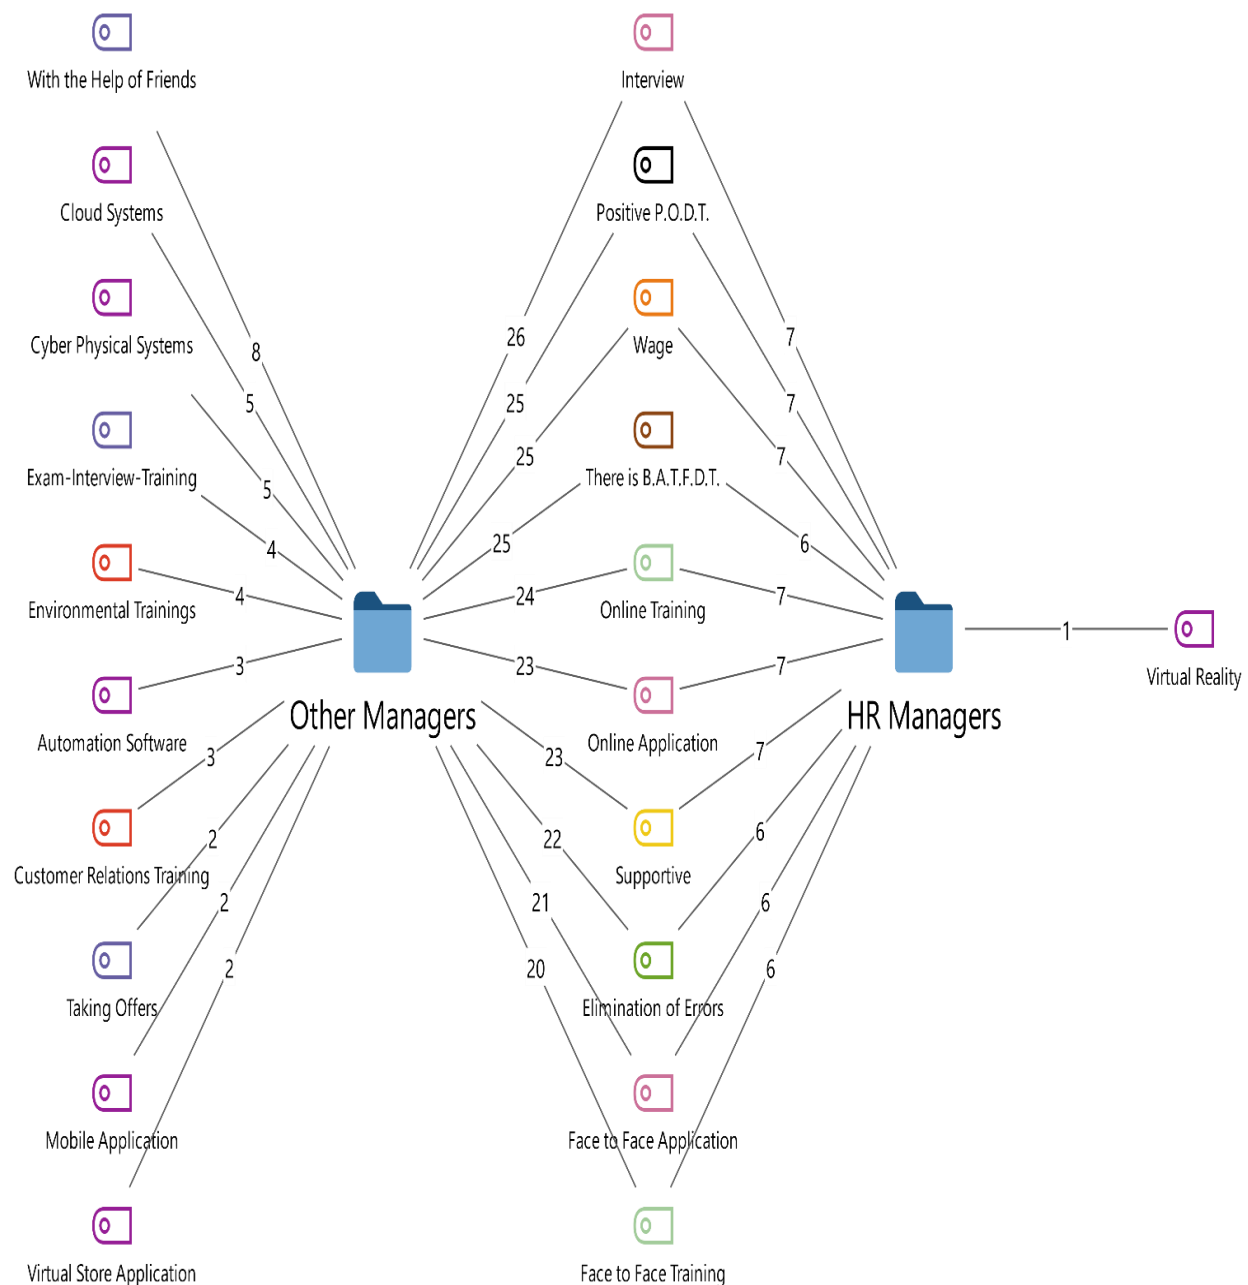 With the Help of Friends
Interview
Cloud Systems
Positive P.O.D.T.
Cyber Physical Systems
26
7
Wage
8
5
25
7
25
7
Exam-Interview-Training
There is B.A.T.F.D.T.
5
4
25
6
Environmental Trainings
4
24
Online Training
7
1
Virtual Reality
3
23
7
Other Managers
HR Managers
Automation Software
Online Application
3
23
7
2
22
6
Customer Relations Training
Supportive
2
21
6
2
20
6
Taking Offers
Elimination of Errors
Mobile Application
Face to Face Application
Virtual Store Application
Face to Face Training